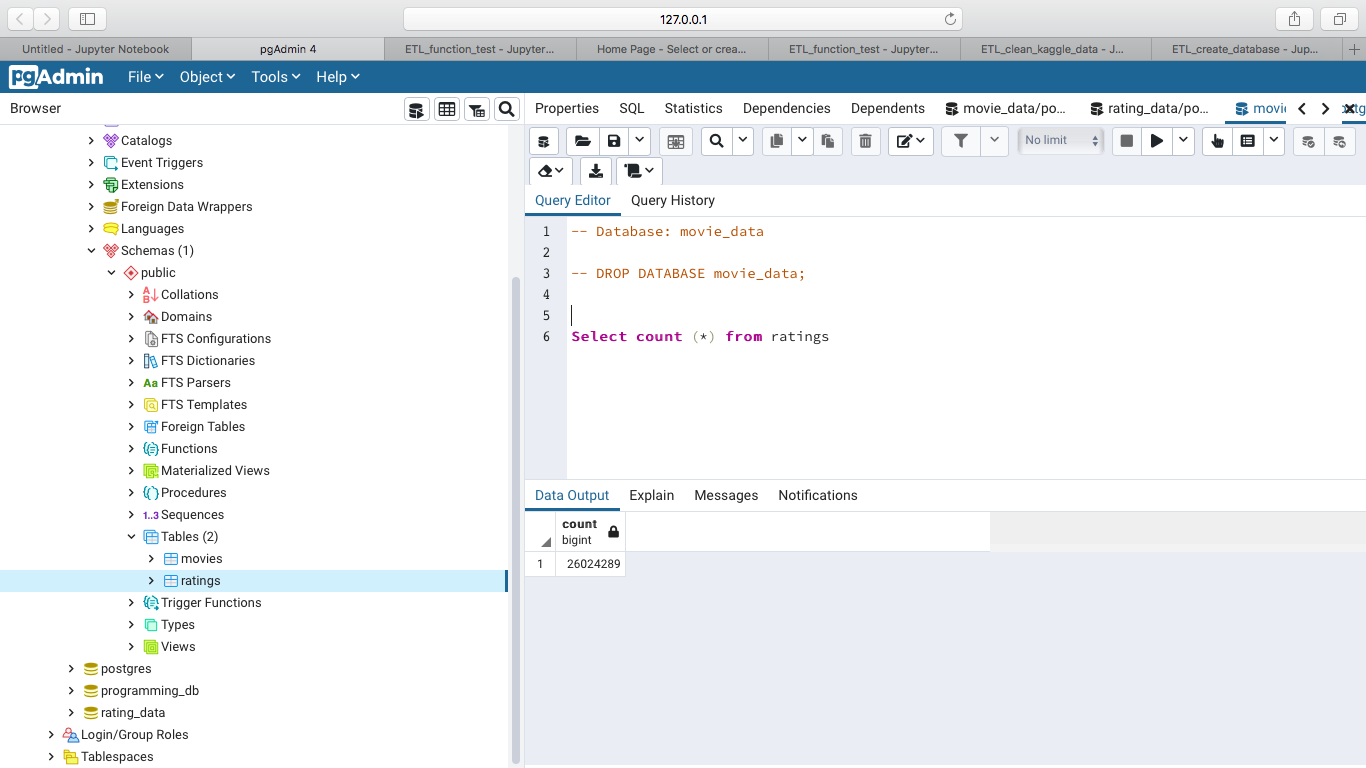 127.0.0.1
Untitled - Jupyter Notebook
pgAdmin 4
ETL_function_test - Jupyter...
Home Page - Select or crea...
ETL_function_test - Jupyter...
ETL_clean_kaggle_data - J...
ETL_create_database - Jup...
pgAdmin File Object Tools Help
Browser
Properties SQL Statistics Dependencies Dependents movie_data/po... rating_data/po... movie
No limit
Catalogs
Event Triggers
Extensions
Foreign Data Wrappers
Languages
Schemas (1)
public
Collations
Domains
FTS Configurations
FTS Dictionaries
Aa FTS Parsers
FTS Templates
Foreign Tables
Functions
Materialized Views
Procedures
1..3 Sequences
Tables (2)
movies
ratings
Trigger Functions
Types
Views
postgres
programming_db
rating_data
Login/Group Roles
Tablespaces
Query Editor Query History
1 -- Database: movie_data
2
3 -- DROP DATABASE movie_data;
4
5
6 Select count (*) from ratings
Data Output Explain Messages Notifications
count
bigint
1 26024289